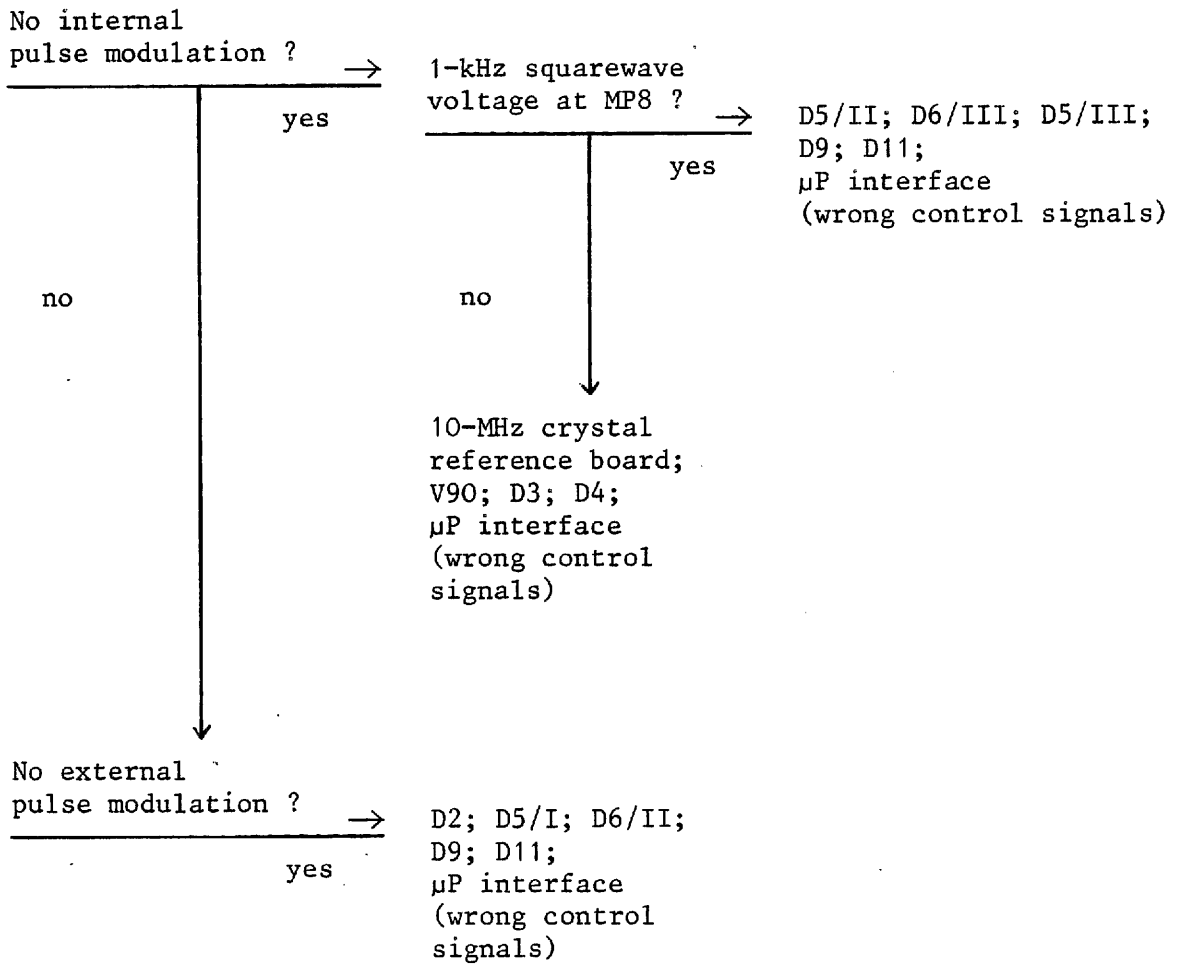 No internal
pulse modulation ?
yes
1-kHz squarewave
voltage at MP8 ?
yes
D5/II; D6/III; D5/III;
D9; D11;
µP interface
(wrong control signals)
no
no
10-MHz crystal
reference board;
V90; D3; D4;
µP interface
(wrong control
signals)
No external
pulse modulation ?
yes
D2; D5/I; D6/II;
D9; D11;
µP interface
(wrong control
signals)